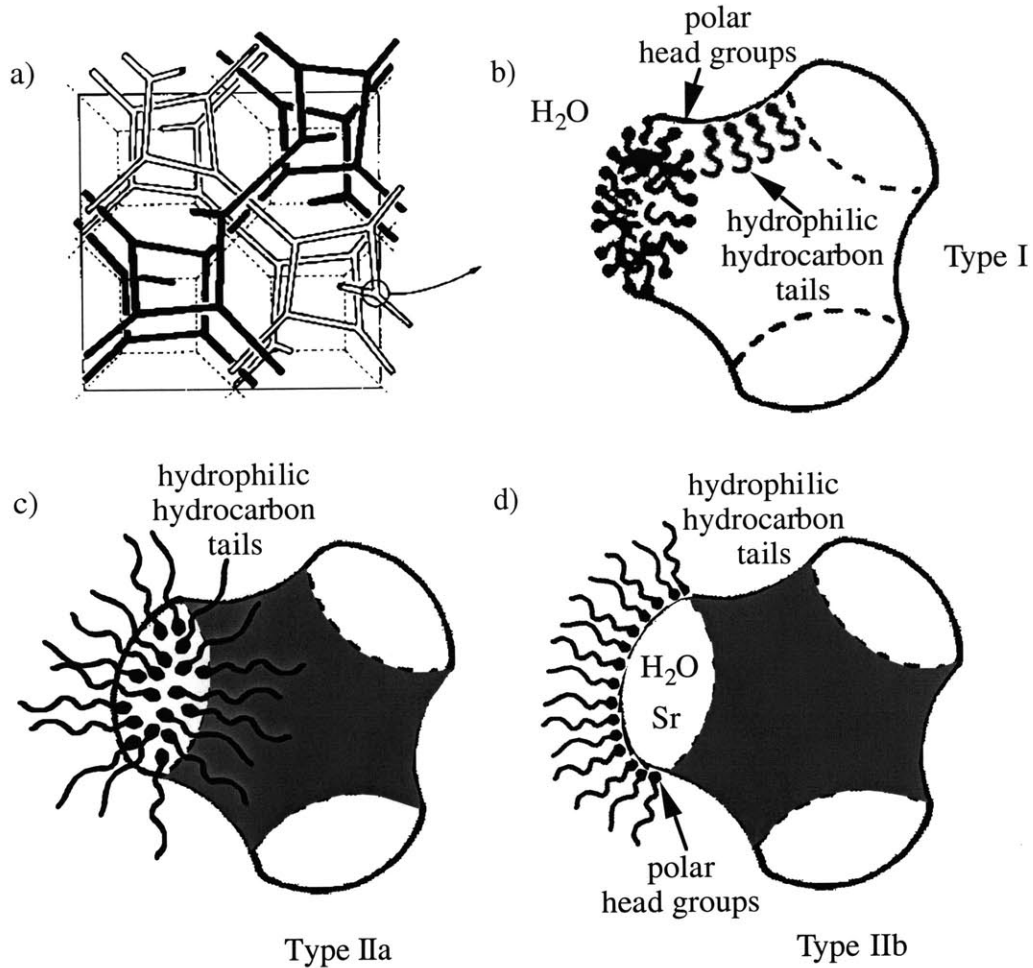 a)
b)
polar
head groups
H₂O
hydrophilic
hydrocarbon
tails
Type I
c)
hydrophilic
hydrocarbon
tails
Type IIa
d)
hydrophilic
hydrocarbon
tails
H₂O
Sr
polar
head groups
Type IIb